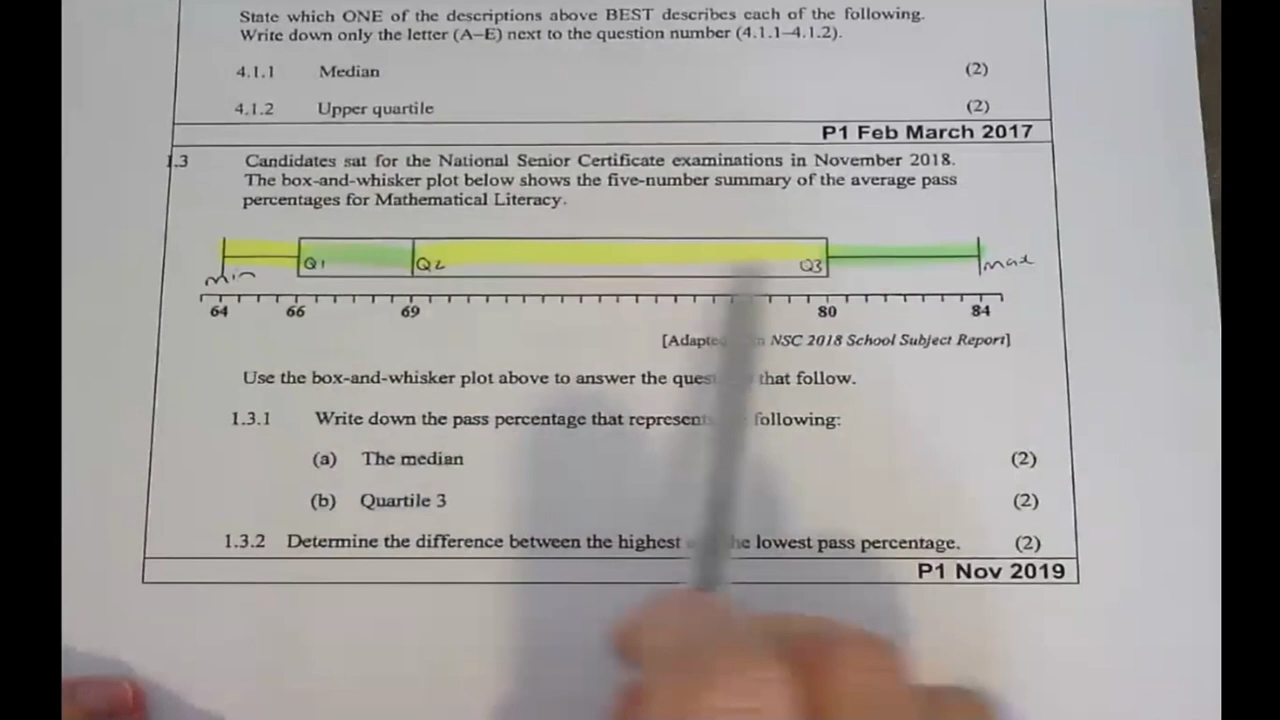 State which ONE of the descriptions above BEST describes each of the following.
Write down only the letter (A–E) next to the question number (4.1.1–4.1.2).
4.1.1 Median (2)
4.1.2 Upper quartile (2)
P1 Feb March 2017
1.3 Candidates sat for the National Senior Certificate examinations in November 2018.
The box-and-whisker plot below shows the five-number summary of the average pass
percentages for Mathematical Literacy.
min Q1 Q2 Q3 max
64 66 69 80 84
NSC 2018 School Subject Report]
Use the box-and-whisker plot above to answer the that follow.
1.3.1 Write down the pass percentage that following:
(a) The median (2)
(b) Quartile 3 (2)
1.3.2 Determine the difference between the highest lowest pass percentage. (2)
P1 Nov 2019